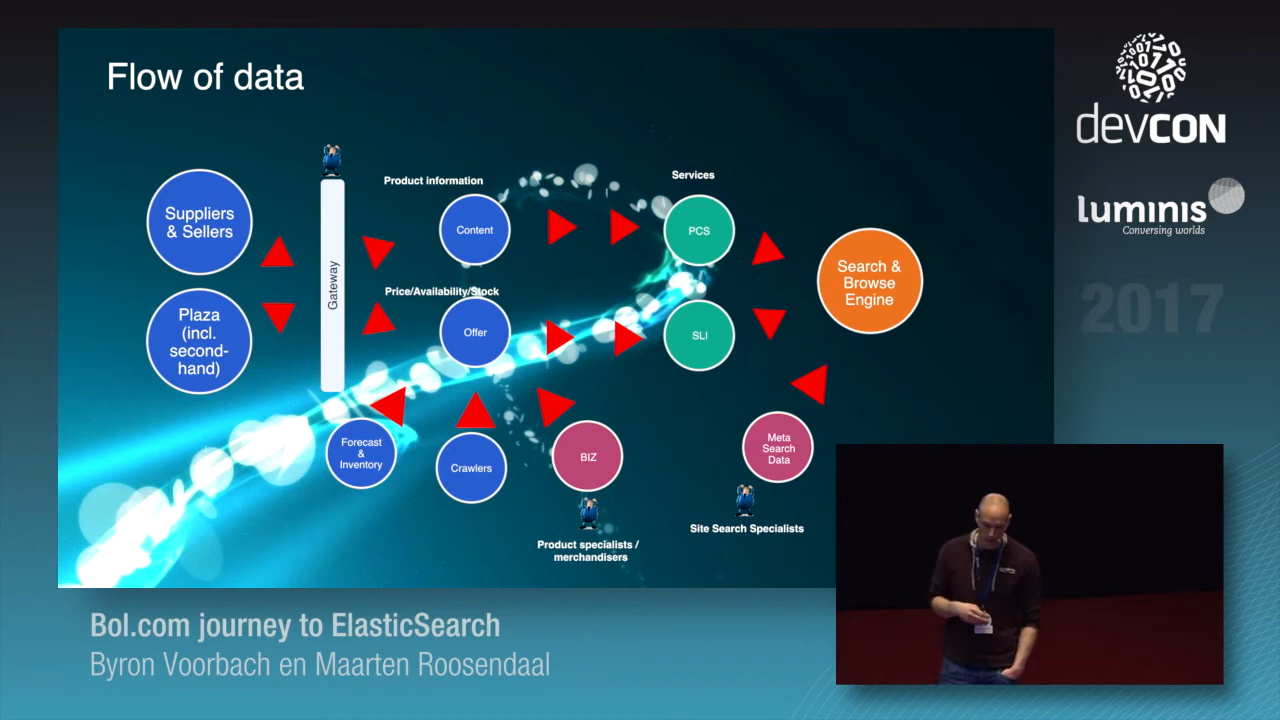 Flow of data
Suppliers
& Sellers
Plaza
(incl.
second-
hand)
Gateway
Product information
Content
Price/Availability/Stock
Offer
Forecast
&
Inventory
Crawlers
BIZ
Product specialists /
merchandisers
Services
PCS
SLI
Search &
Browse
Engine
Meta
Search
Data
Site Search Specialists
devCON
luminis
Conversing worlds
2017
Bol.com journey to ElasticSearch
Byron Voorbach en Maarten Roosendaal